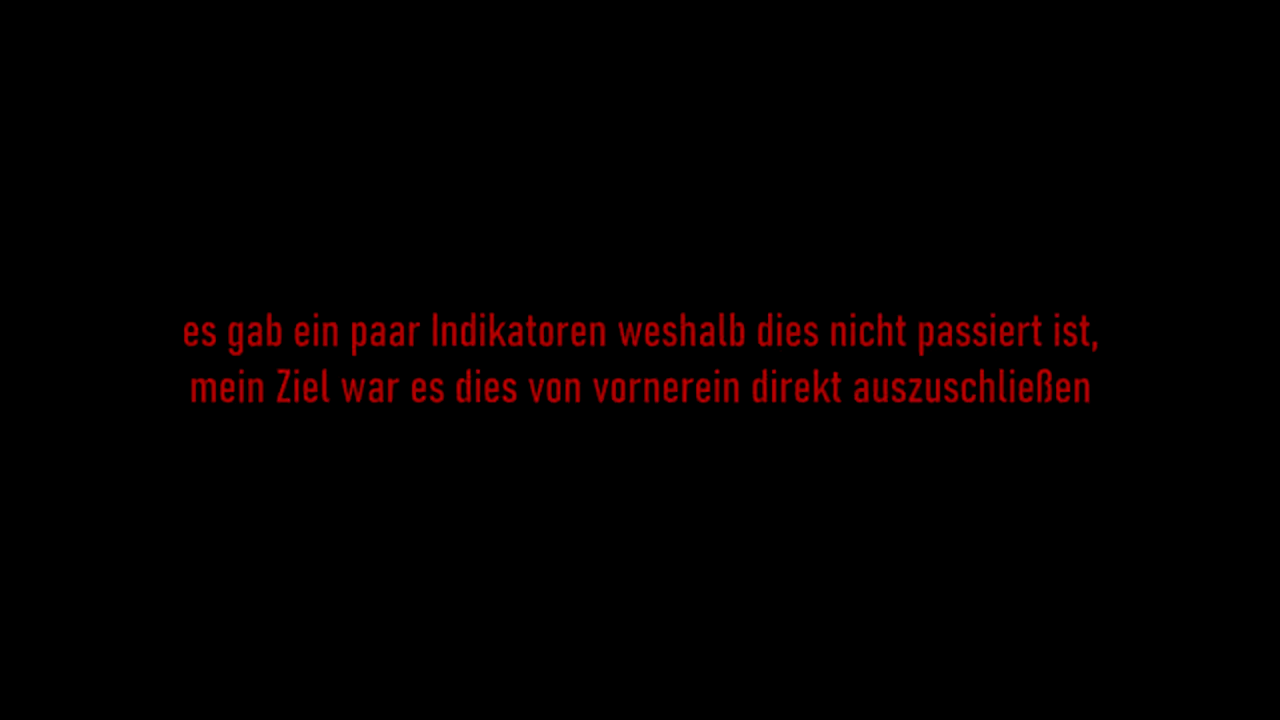 es gab ein paar Indikatoren weshalb dies nicht passiert ist,
mein Ziel war es dies von vornerein direkt auszuschließen